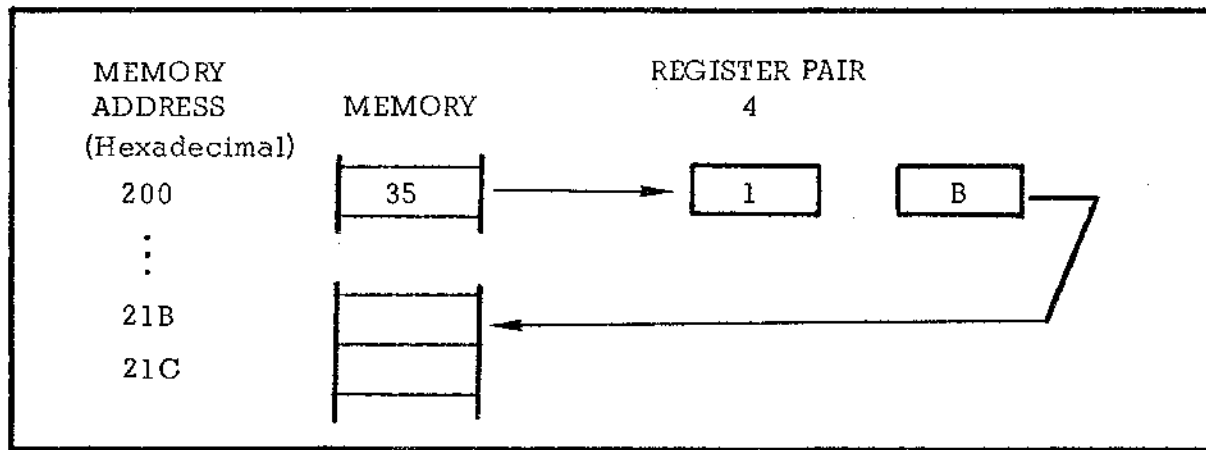 MEMORY ADDRESS (Hexadecimal)
MEMORY
REGISTER PAIR 4
200
35
1
B
⋮
21B
21C